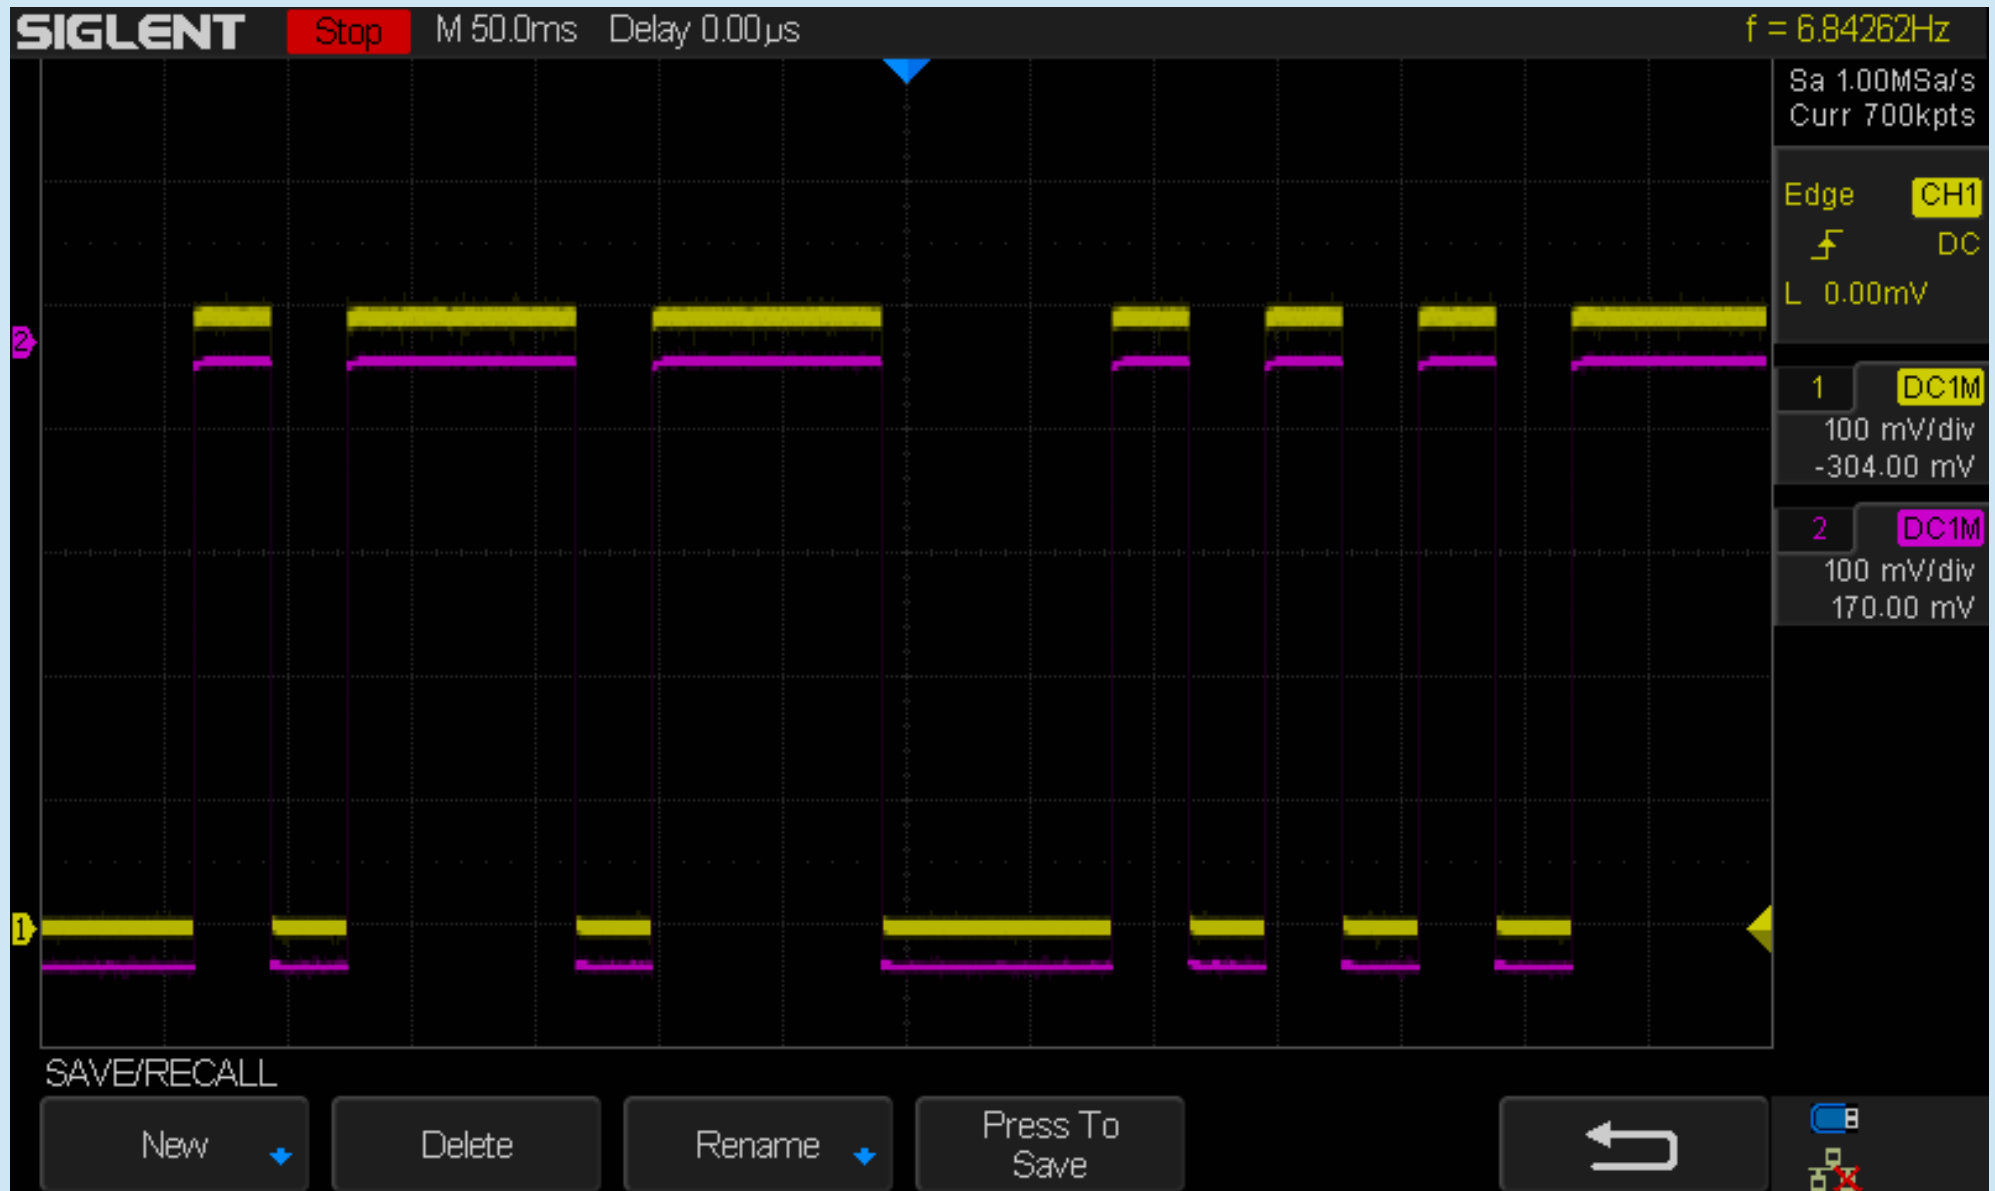 SIGLENT Stop M 50.0ms Delay 0.00µs f = 6.84262Hz
Sa 1.00MSa/s
Curr 700kpts
Edge CH1
DC
L 0.00mV
2
1 DC1M
100 mV/div
-304.00 mV
2 DC1M
100 mV/div
170.00 mV
1
SAVE/RECALL
New
Delete
Rename
Press To
Save